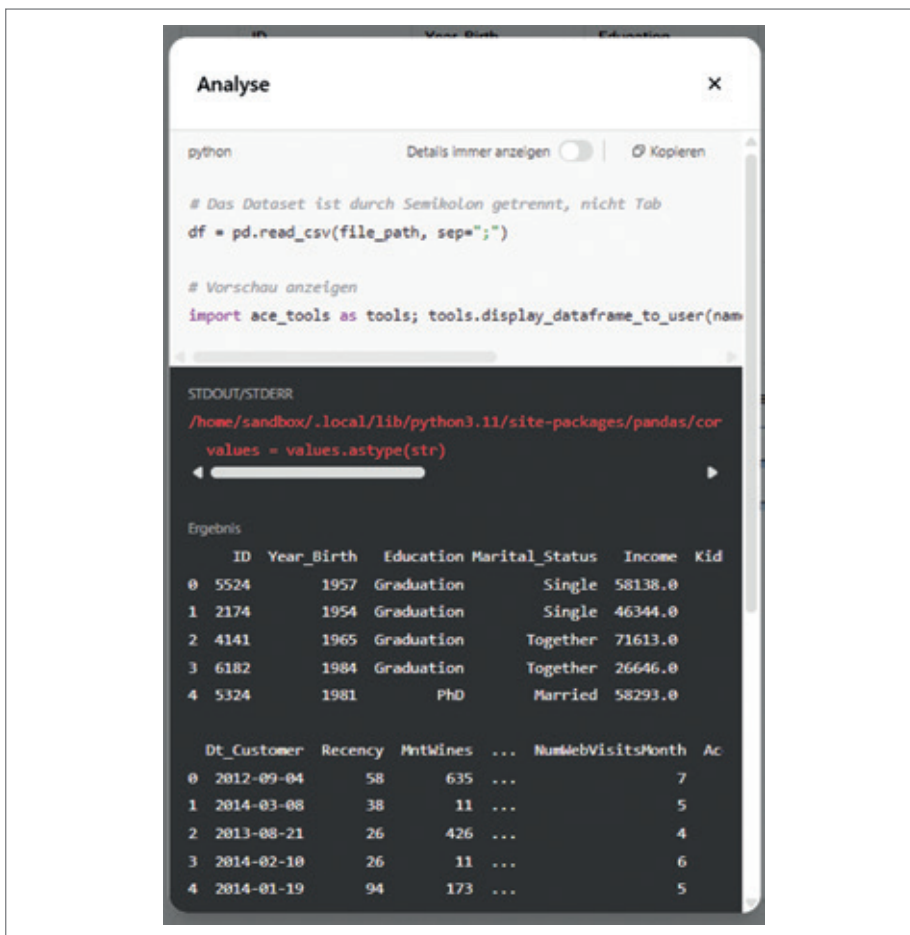 ID Year_Birth Education
Analyse ×
python Details immer anzeigen Kopieren
# Das Dataset ist durch Semikolon getrennt, nicht Tab
df = pd.read_csv(file_path, sep=";")
# Vorschau anzeigen
import ace_tools as tools; tools.display_dataframe_to_user(nam
STDOUT/STDERR
/home/sandbox/.local/lib/python3.11/site-packages/pandas/cor
values = values.astype(str)
Ergebnis
ID Year_Birth Education Marital_Status Income Kid
0 5524 1957 Graduation Single 58138.0
1 2174 1954 Graduation Single 46344.0
2 4141 1965 Graduation Together 71613.0
3 6182 1984 Graduation Together 26646.0
4 5324 1981 PhD Married 58293.0
Dt_Customer Recency MntWines ... NumWebVisitsMonth Ac
0 2012-09-04 58 635 ... 7
1 2014-03-08 38 11 ... 5
2 2013-08-21 26 426 ... 4
3 2014-02-10 26 11 ... 6
4 2014-01-19 94 173 ... 5